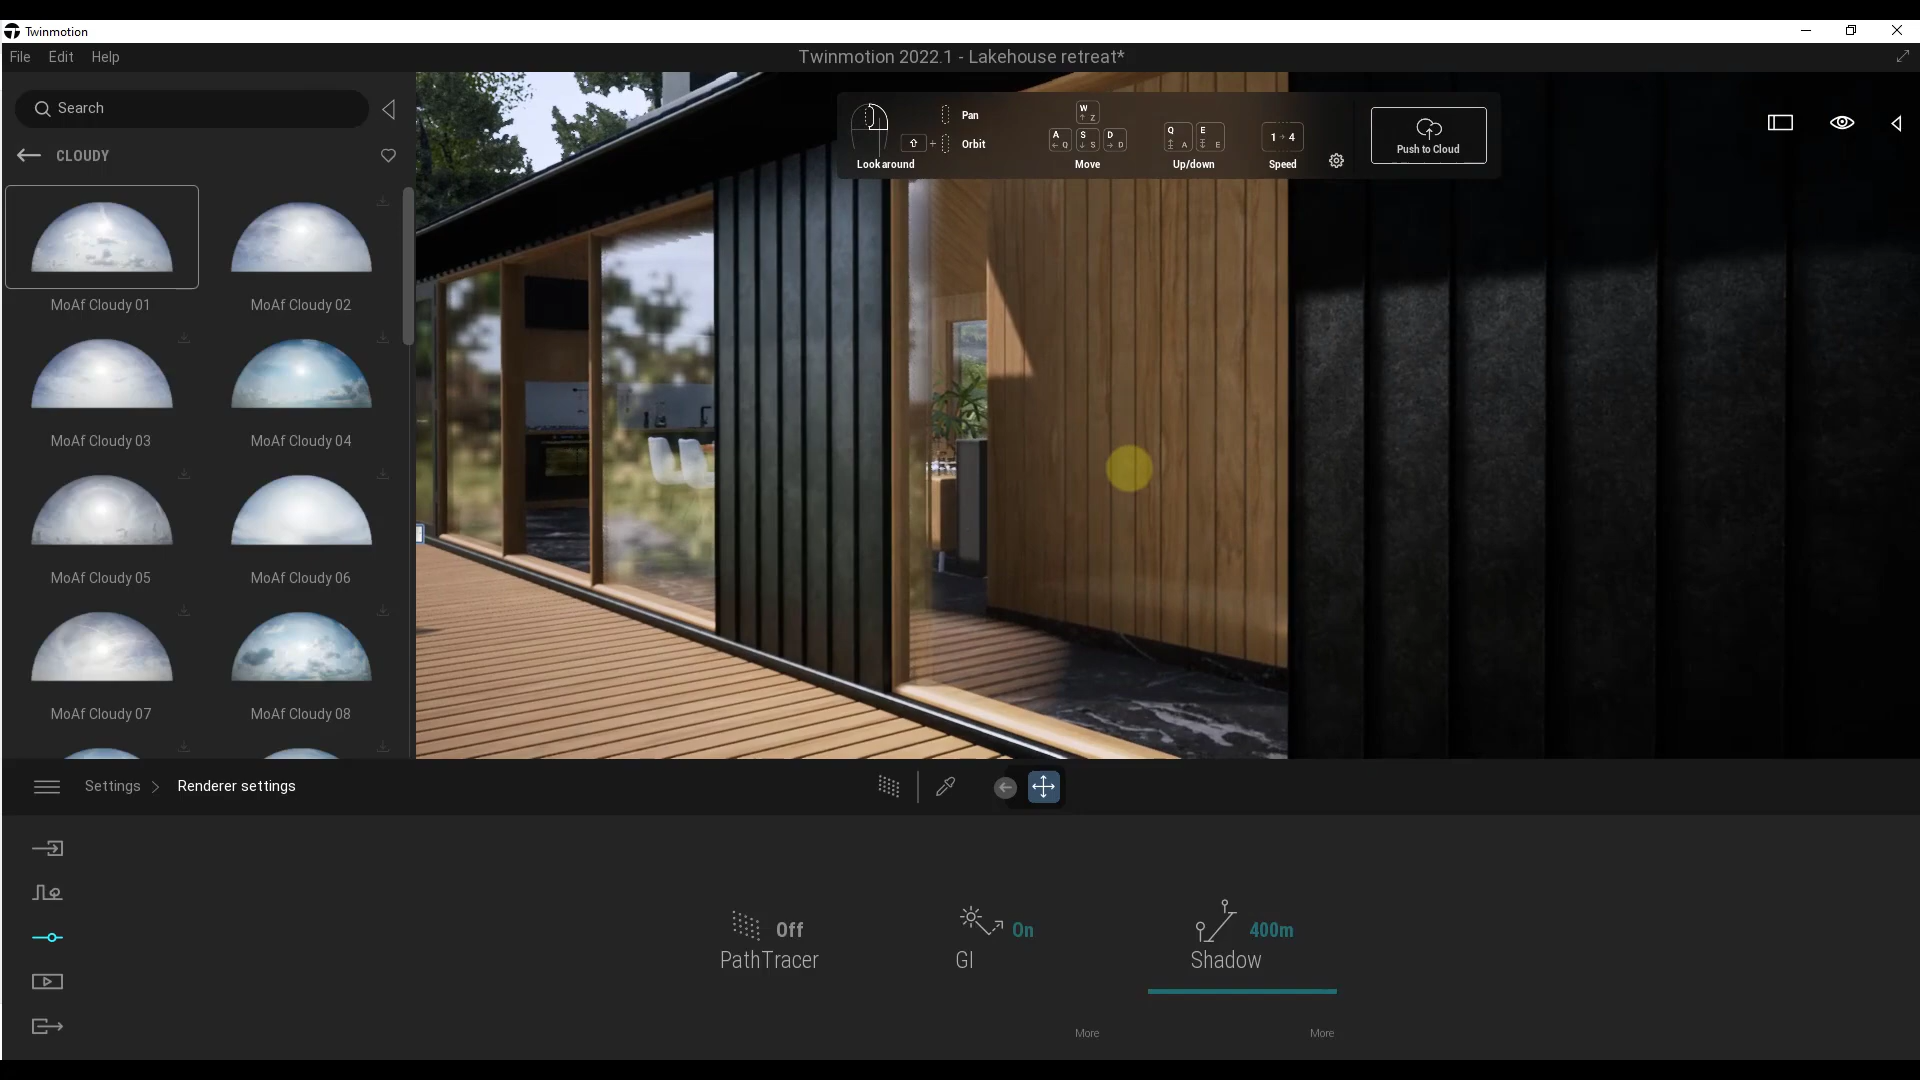 Twinmotion
File Edit Help
Twinmotion 2022.1 - Lakehouse retreat*
Search
CLOUDY
MoAf Cloudy 01
MoAf Cloudy 02
MoAf Cloudy 03
MoAf Cloudy 04
MoAf Cloudy 05
MoAf Cloudy 06
MoAf Cloudy 07
MoAf Cloudy 08
Pan
+ Orbit
Look around
W
Z
A S D
Q S D
Move
Q E
A E
Up/down
1 4
Speed
Push to Cloud
Settings > Renderer settings
Off
PathTracer
On
GI
400m
Shadow
More
More